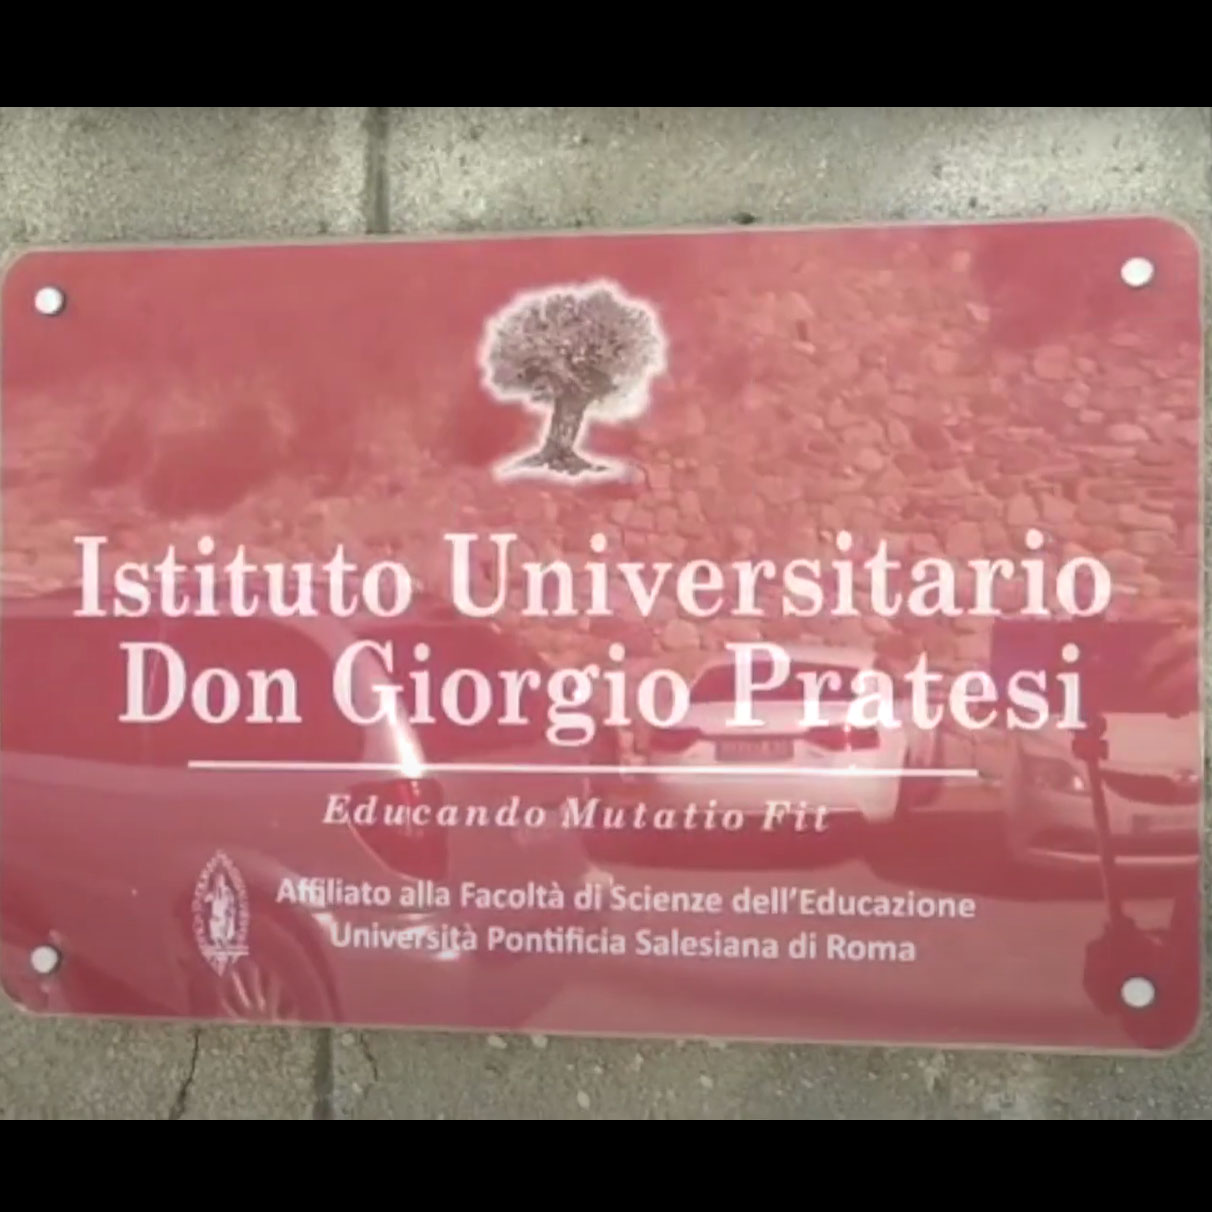 Istituto Universitario
Don Giorgio Pratesi
Educando Mutatio Fit
Affiliato alla Facoltà di Scienze dell'Educazione
Università Pontificia Salesiana di Roma